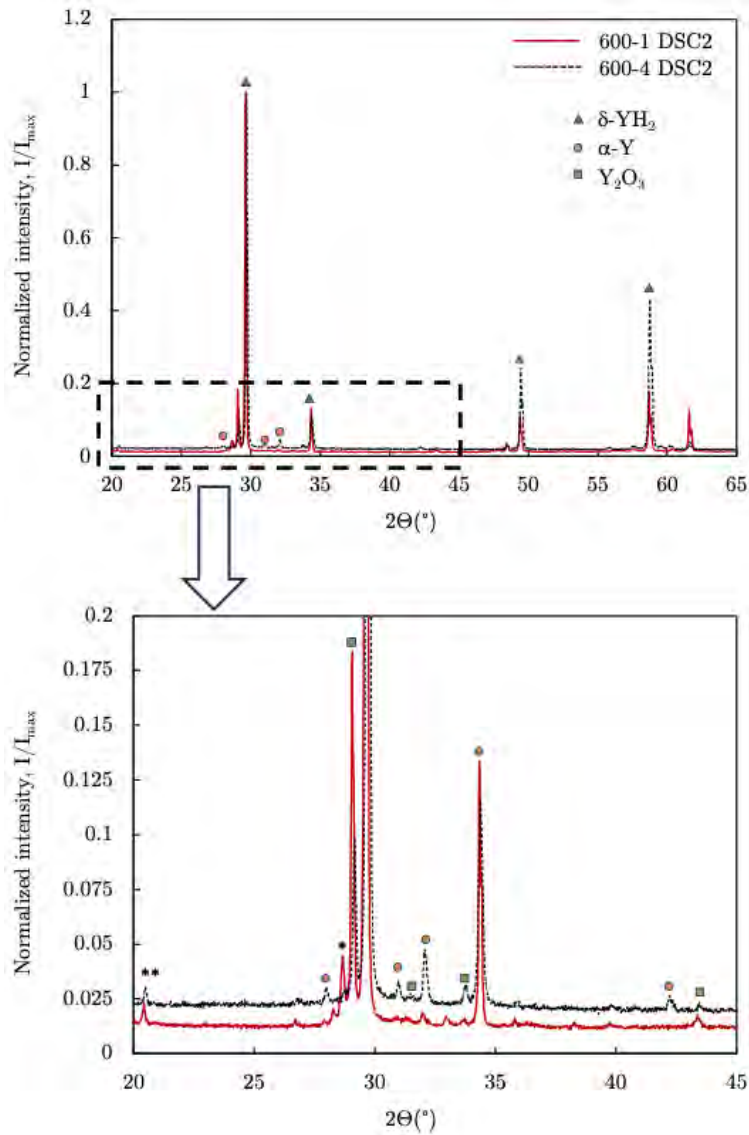 1.2
1
0.8
0.6
0.4
0.2
0
Normalized intensity, I/Imax
600-1 DSC2
600-4 DSC2
δ-YH2
α-Y
Y2O3
20 25 30 35 40 45 50 55 60 65
2Θ(°)
0.2
0.175
0.15
0.125
0.1
0.075
0.05
0.025
0
Normalized intensity, I/Imax
* *
*
20 25 30 35 40 45
2Θ(°)